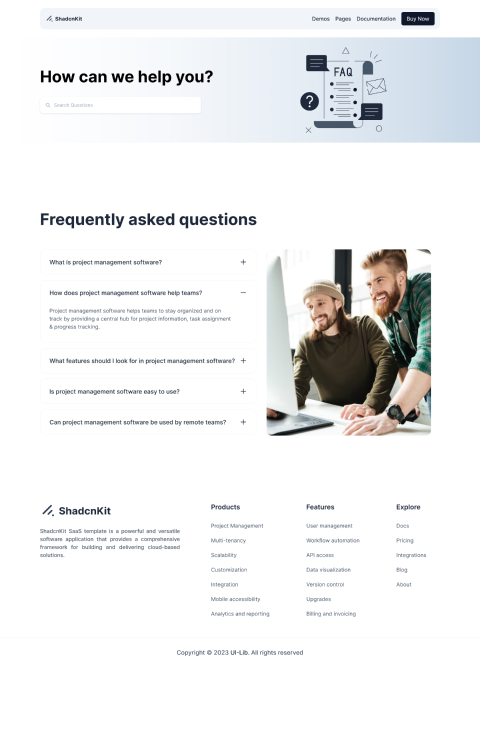 ShadcnKit
Demos Pages Documentation Buy Now
How can we help you?
Search Questions
FAQ
?
Frequently asked questions
What is project management software?
How does project management software help teams?
Project management software helps teams to stay organized and on
track by providing a central hub for project information, task assignment
& progress tracking.
What features should I look for in project management software?
Is project management software easy to use?
Can project management software be used by remote teams?
ShadcnKit
ShadcnKit SaaS template is a powerful and versatile
software application that provides a comprehensive
framework for building and delivering cloud-based
solutions.
Products
Project Management
Multi-tenancy
Scalability
Customization
Integration
Mobile accessibility
Analytics and reporting
Features
User management
Workflow automation
API access
Data visualization
Version control
Upgrades
Billing and invoicing
Explore
Docs
Pricing
Integrations
Blog
About
Copyright © 2023 UI-Lib. All rights reserved